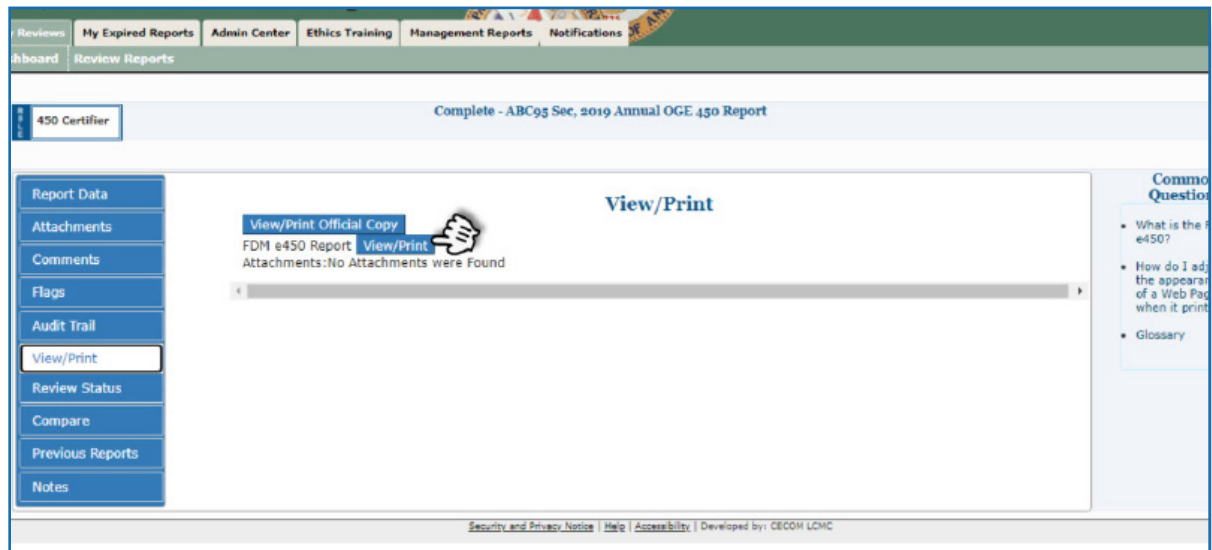 Reviews My Expired Reports Admin Center Ethics Training Management Reports Notifications
Review Reports
450 Certifier
Complete - ABC95 Sec, 2019 Annual OGE 450 Report
Report Data
Attachments
Comments
Flags
Audit Trail
View/Print
Review Status
Compare
Previous Reports
Notes
View/Print
View/Print Official Copy
FDM e450 Report View/Print
Attachments:No Attachments were Found
Commo
Question
• What is the F
e450?
• How do I adj
the appearan
of a Web Pag
when it print
• Glossary
Security and Privacy Notice | Help | Accessibility | Developed by: CECOM LCMC